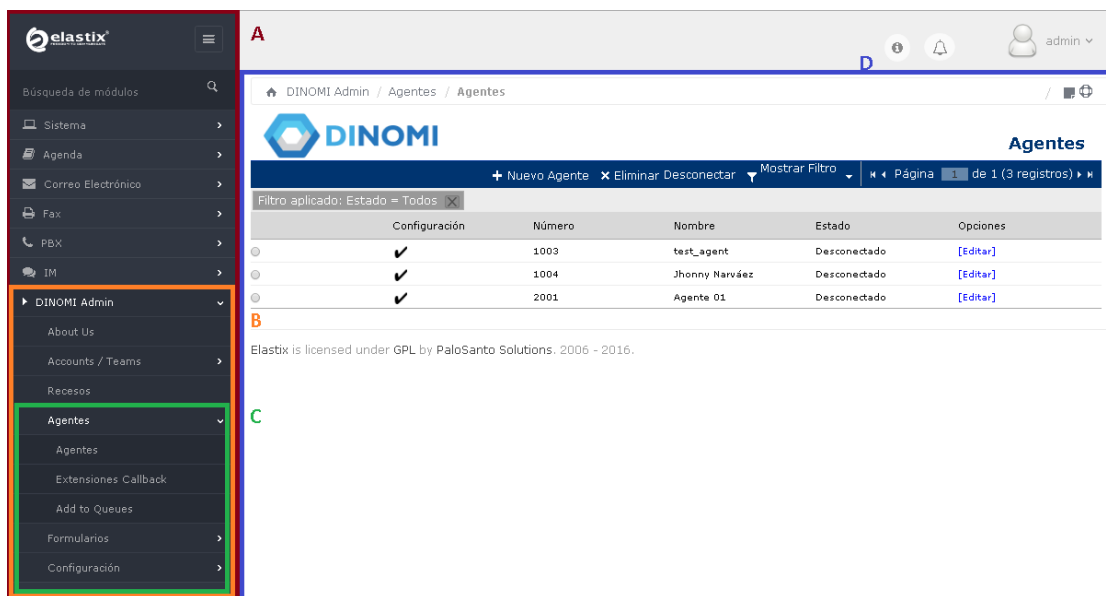 elastix
A
admin
D
Búsqueda de módulos
Sistema
Agenda
Correo Electrónico
Fax
PBX
IM
DINOMI Admin
About Us
Accounts / Teams
Recesos
Agentes
Agentes
Extensiones Callback
Add to Queues
Formularios
Configuración
DINOMI Admin / Agentes / Agentes /
DINOMI
Agentes
Nuevo Agente Eliminar Desconectar Mostrar Filtro Página 1 de 1 (3 registros)
Filtro aplicado: Estado = Todos X
Configuración Número Nombre Estado Opciones
1003 test_agent Desconectado [Editar]
1004 Jhonny Narváez Desconectado [Editar]
2001 Agente 01 Desconectado [Editar]
B
Elastix is licensed under GPL by PaloSanto Solutions. 2006 - 2016.
C